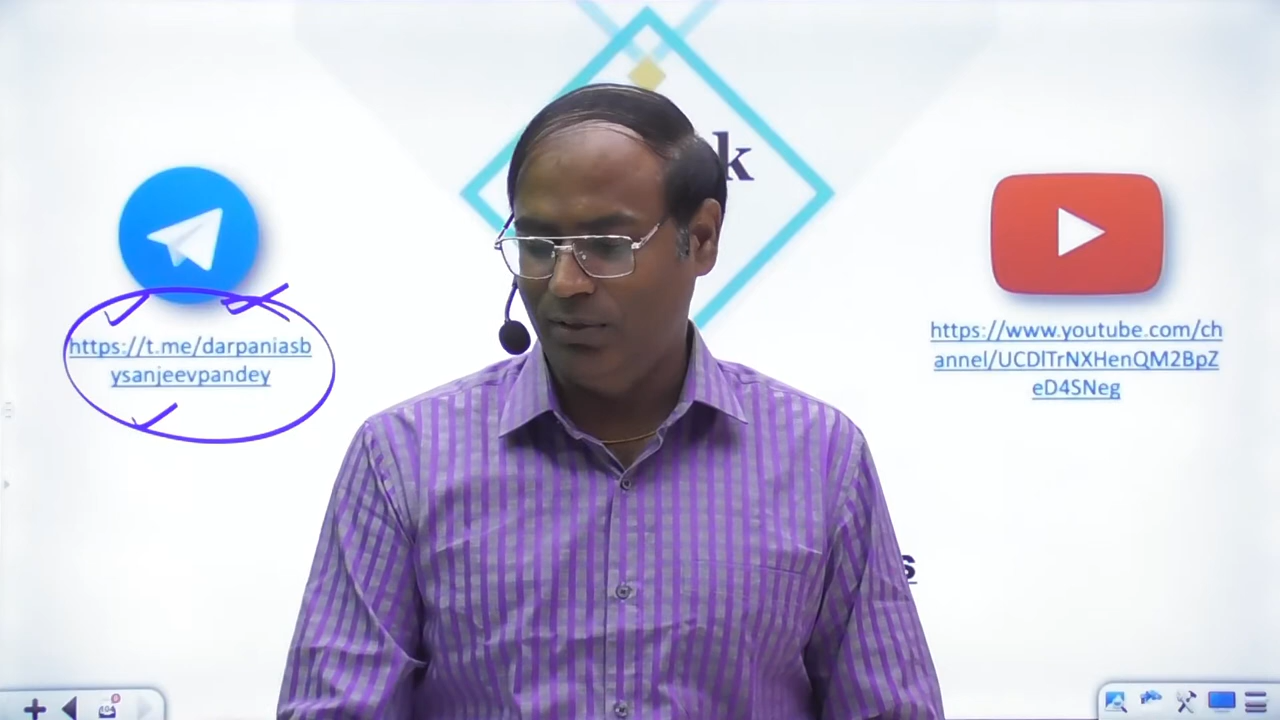 k
https://t.me/darpaniasb
ysanjeevpandey
https://www.youtube.com/ch
annel/UCDlTrNXHenQM2BpZ
eD4SNeg
s